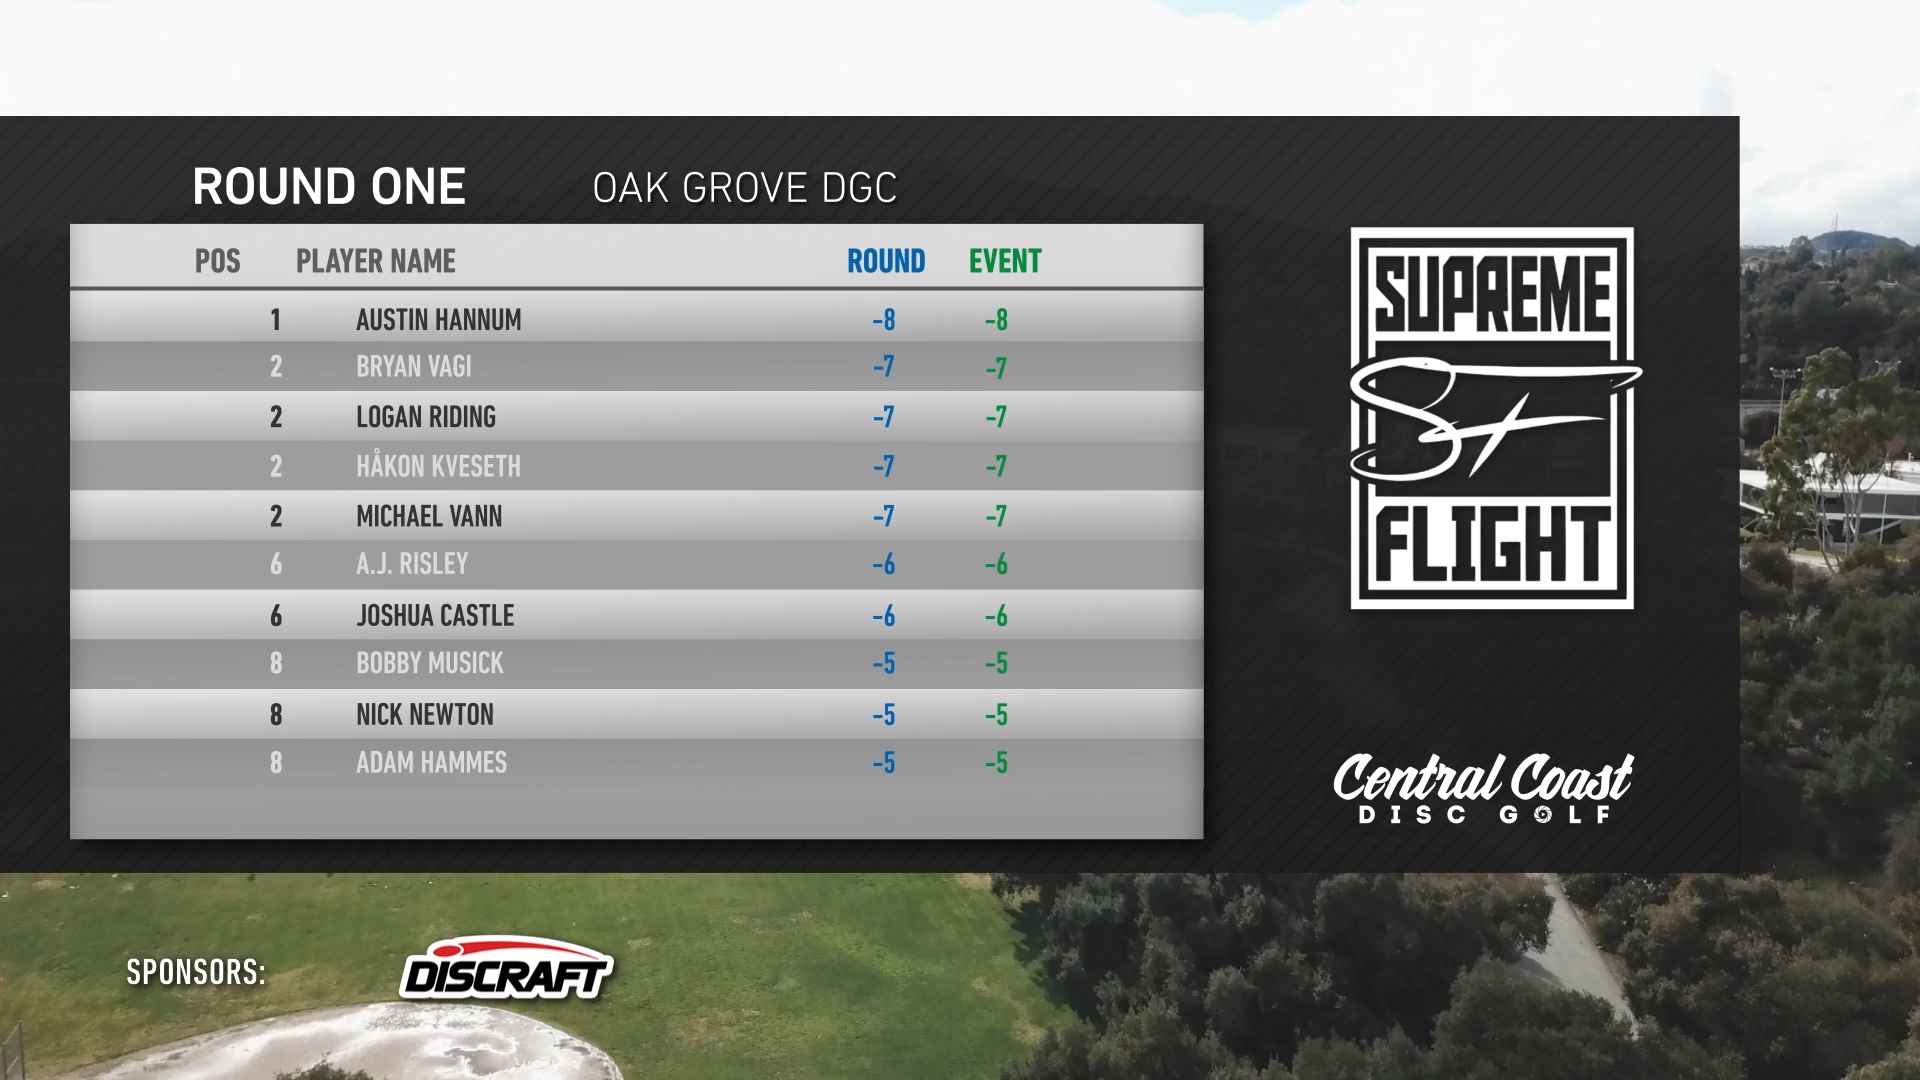 ROUND ONE OAK GROVE DGC
POS PLAYER NAME ROUND EVENT
1 AUSTIN HANNUM -8 -8
2 BRYAN VAGI -7 -7
2 LOGAN RIDING -7 -7
2 HÅKON KVESETH -7 -7
2 MICHAEL VANN -7 -7
6 A.J. RISLEY -6 -6
6 JOSHUA CASTLE -6 -6
8 BOBBY MUSICK -5 -5
8 NICK NEWTON -5 -5
8 ADAM HAMMES -5 -5
SUPREME
SF
FLIGHT
Central Coast
DISC GOLF
SPONSORS: DISCRAFT